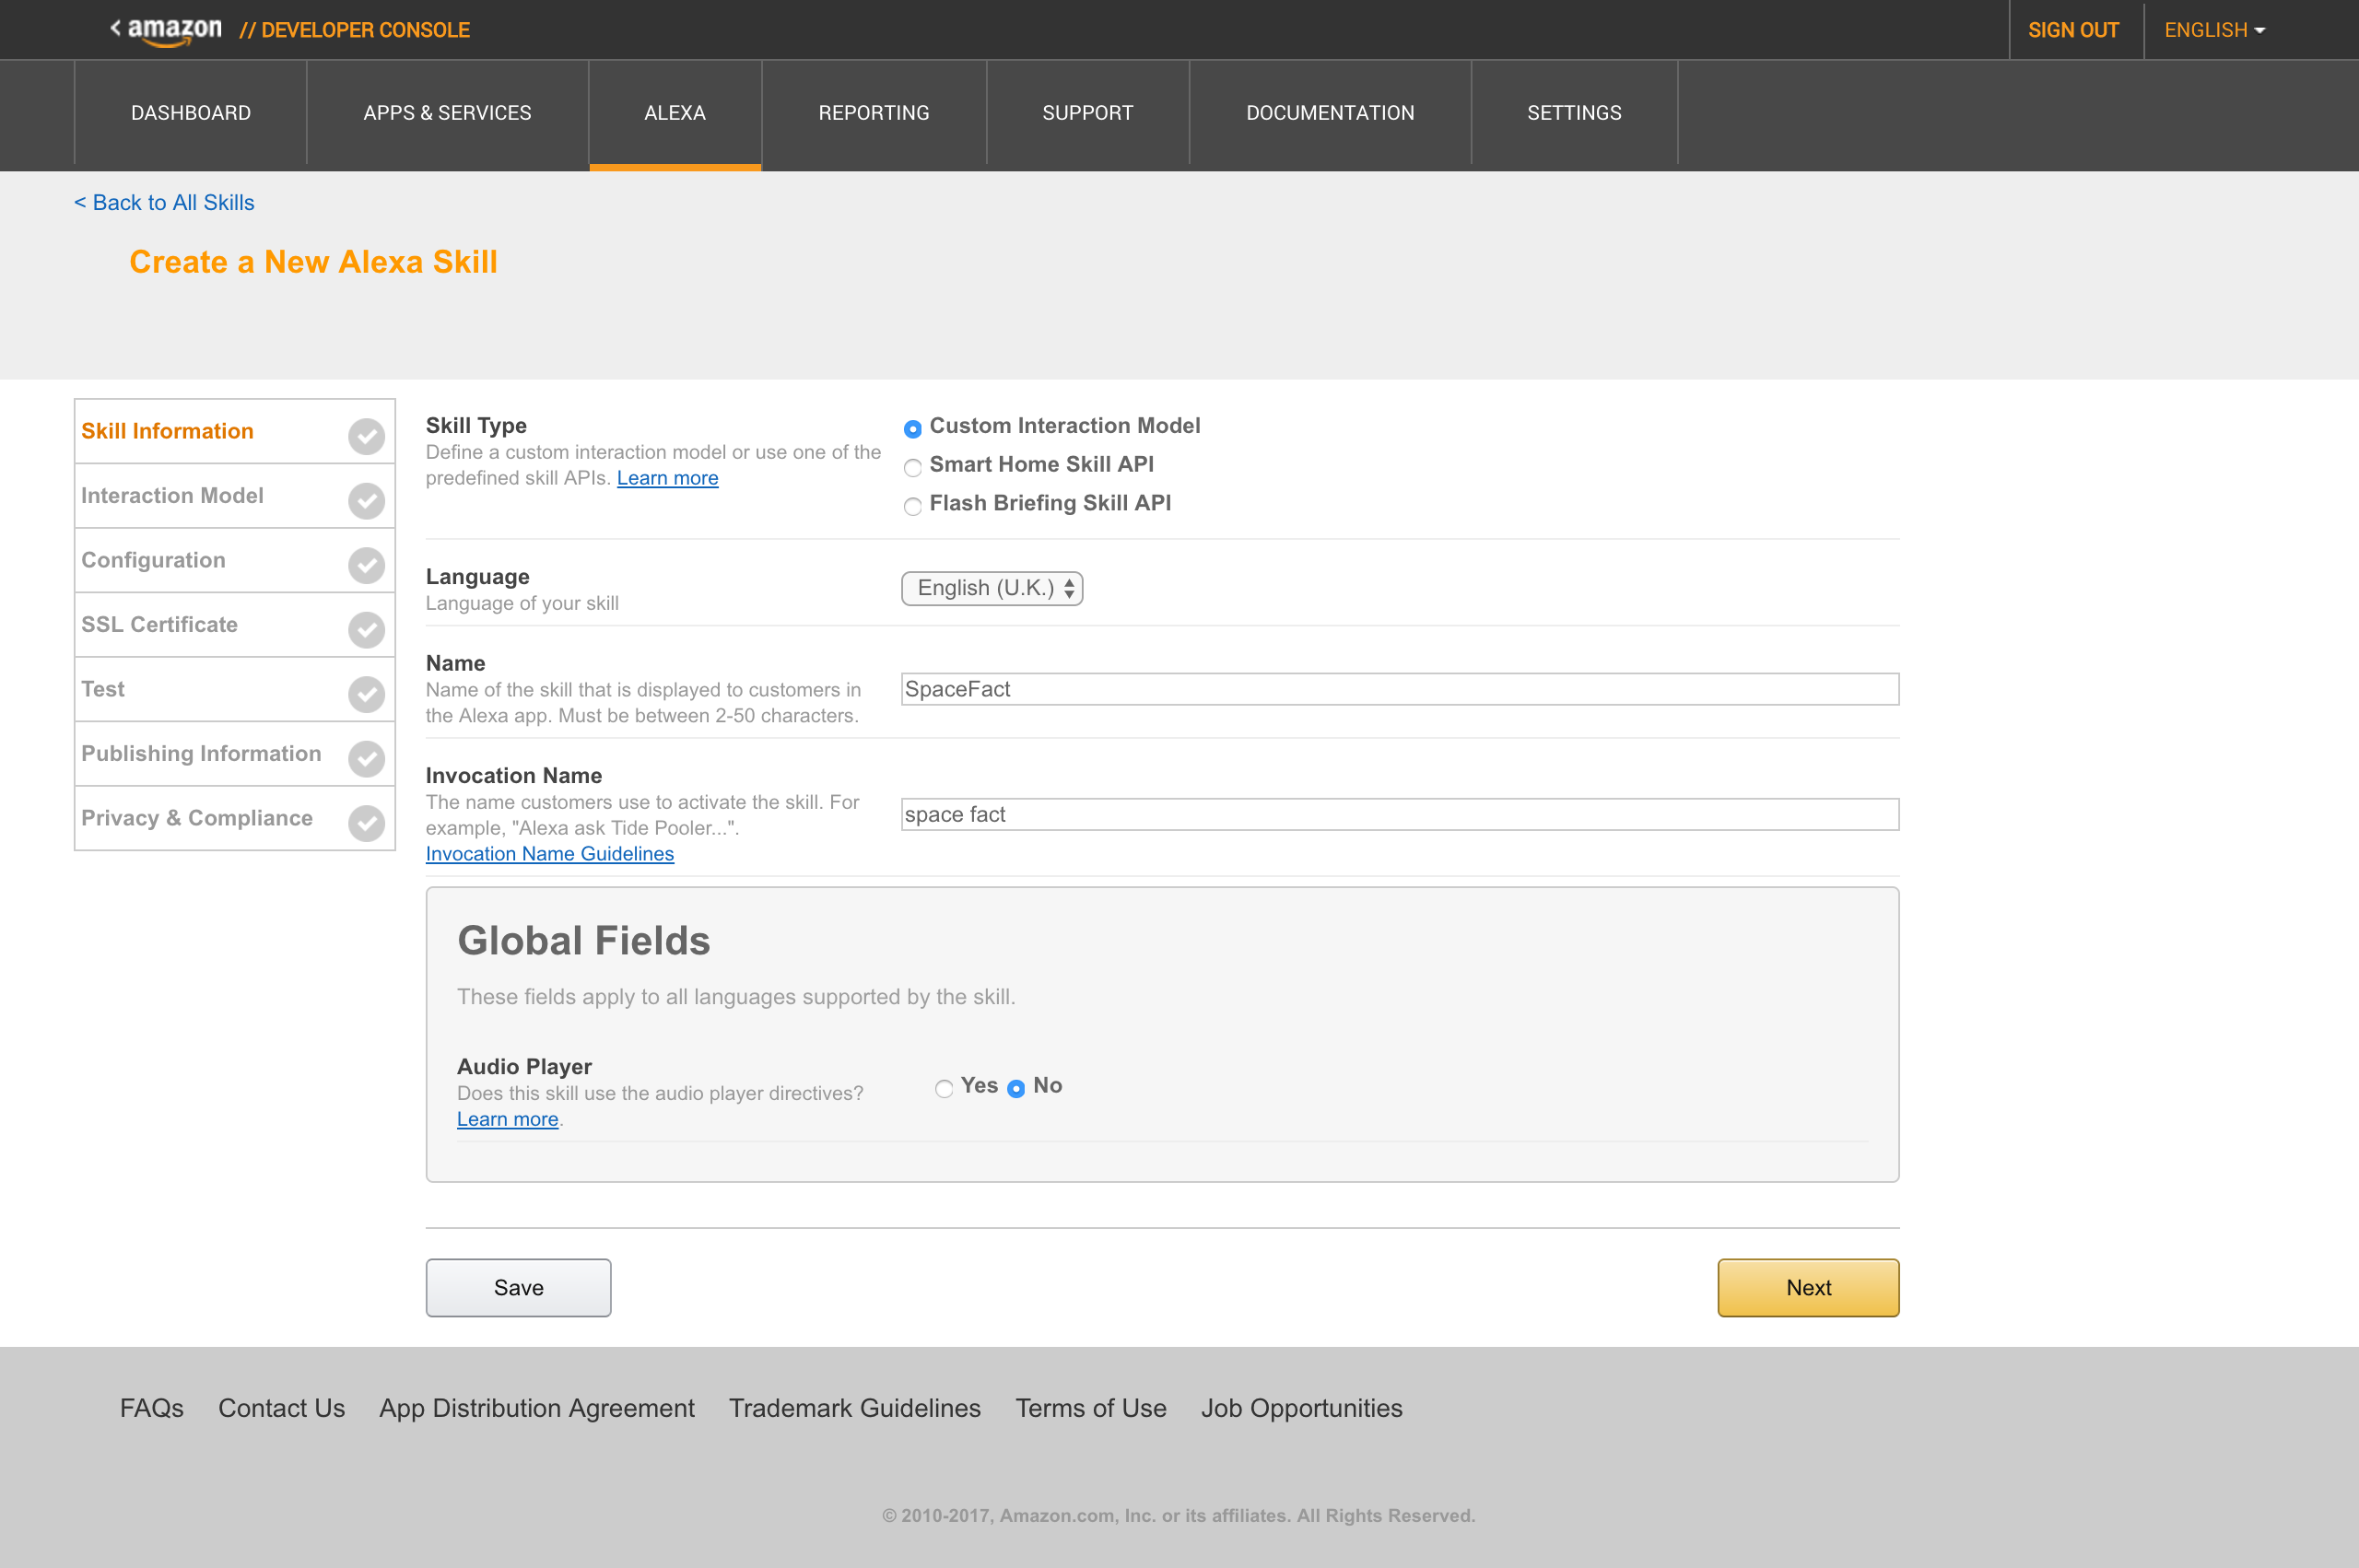 < amazon // DEVELOPER CONSOLE
SIGN OUT
ENGLISH
DASHBOARD
APPS & SERVICES
ALEXA
REPORTING
SUPPORT
DOCUMENTATION
SETTINGS
< Back to All Skills
Create a New Alexa Skill
Skill Information
Interaction Model
Configuration
SSL Certificate
Test
Publishing Information
Privacy & Compliance
Skill Type
Define a custom interaction model or use one of the
predefined skill APIs. Learn more
Custom Interaction Model
Smart Home Skill API
Flash Briefing Skill API
Language
Language of your skill
English (U.K.)
Name
Name of the skill that is displayed to customers in
the Alexa app. Must be between 2-50 characters.
SpaceFact
Invocation Name
The name customers use to activate the skill. For
example, "Alexa ask Tide Pooler...".
Invocation Name Guidelines
space fact
Global Fields
These fields apply to all languages supported by the skill.
Audio Player
Does this skill use the audio player directives?
Learn more.
Yes
No
Save
Next
FAQs
Contact Us
App Distribution Agreement
Trademark Guidelines
Terms of Use
Job Opportunities
© 2010-2017, Amazon.com, Inc. or its affiliates. All Rights Reserved.